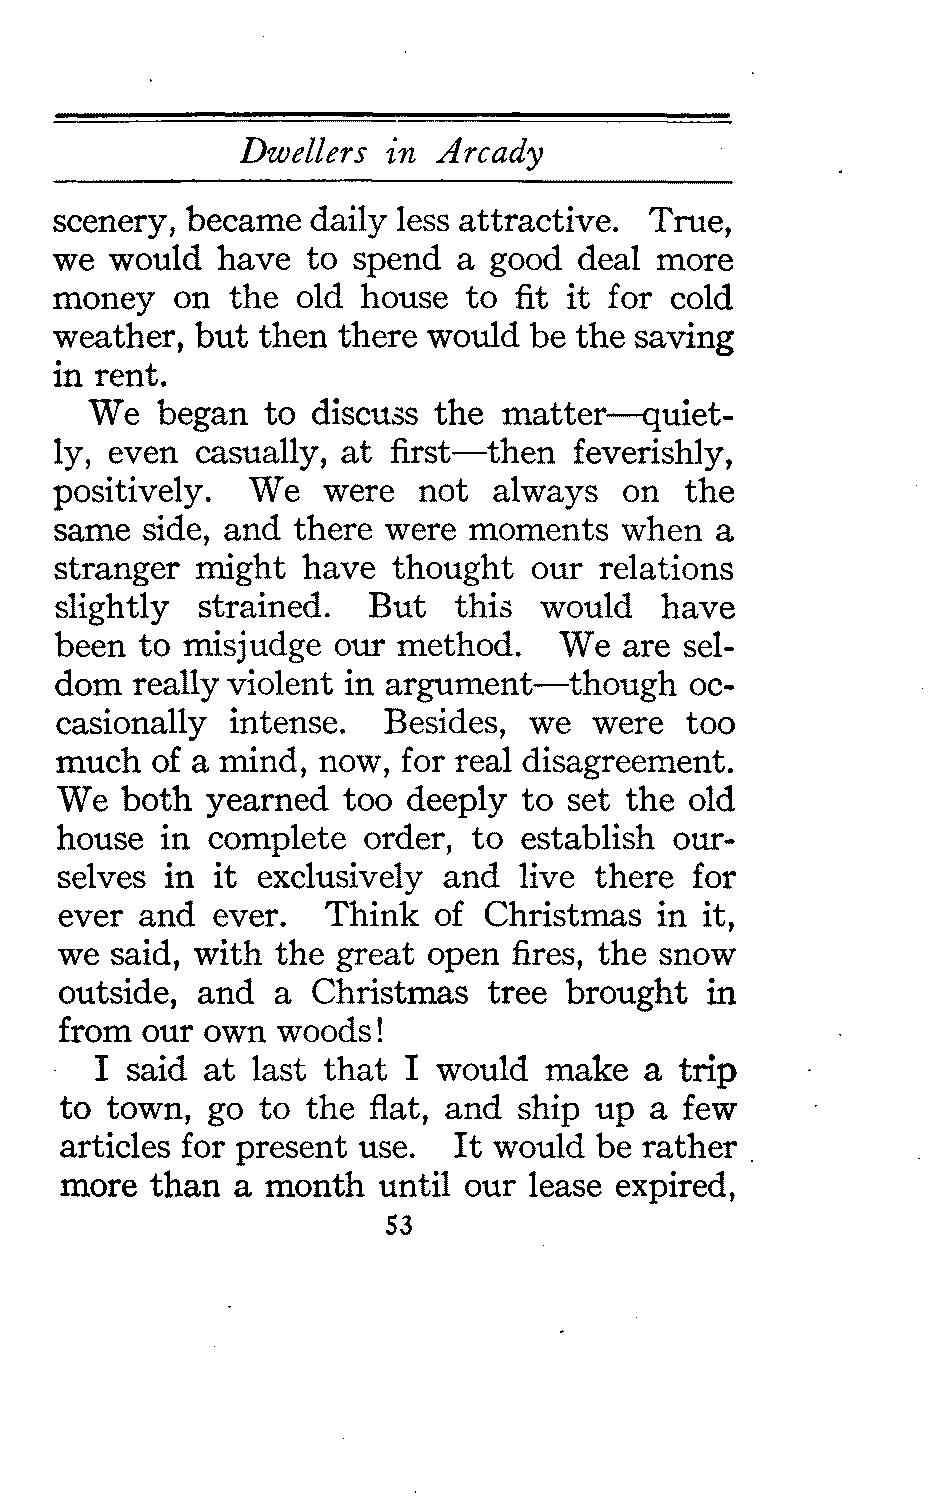 Dwellers in Arcady
scenery, became daily less attractive. True,
we would have to spend a good deal more
money on the old house to fit it for cold
weather, but then there would be the saving
in rent.
We began to discuss the matter—quiet-
ly, even casually, at first—then feverishly,
positively. We were not always on the
same side, and there were moments when a
stranger might have thought our relations
slightly strained. But this would have
been to misjudge our method. We are sel-
dom really violent in argument—though oc-
casionally intense. Besides, we were too
much of a mind, now, for real disagreement.
We both yearned too deeply to set the old
house in complete order, to establish our-
selves in it exclusively and live there for
ever and ever. Think of Christmas in it,
we said, with the great open fires, the snow
outside, and a Christmas tree brought in
from our own woods!
I said at last that I would make a trip
to town, go to the flat, and ship up a few
articles for present use. It would be rather
more than a month until our lease expired,
53